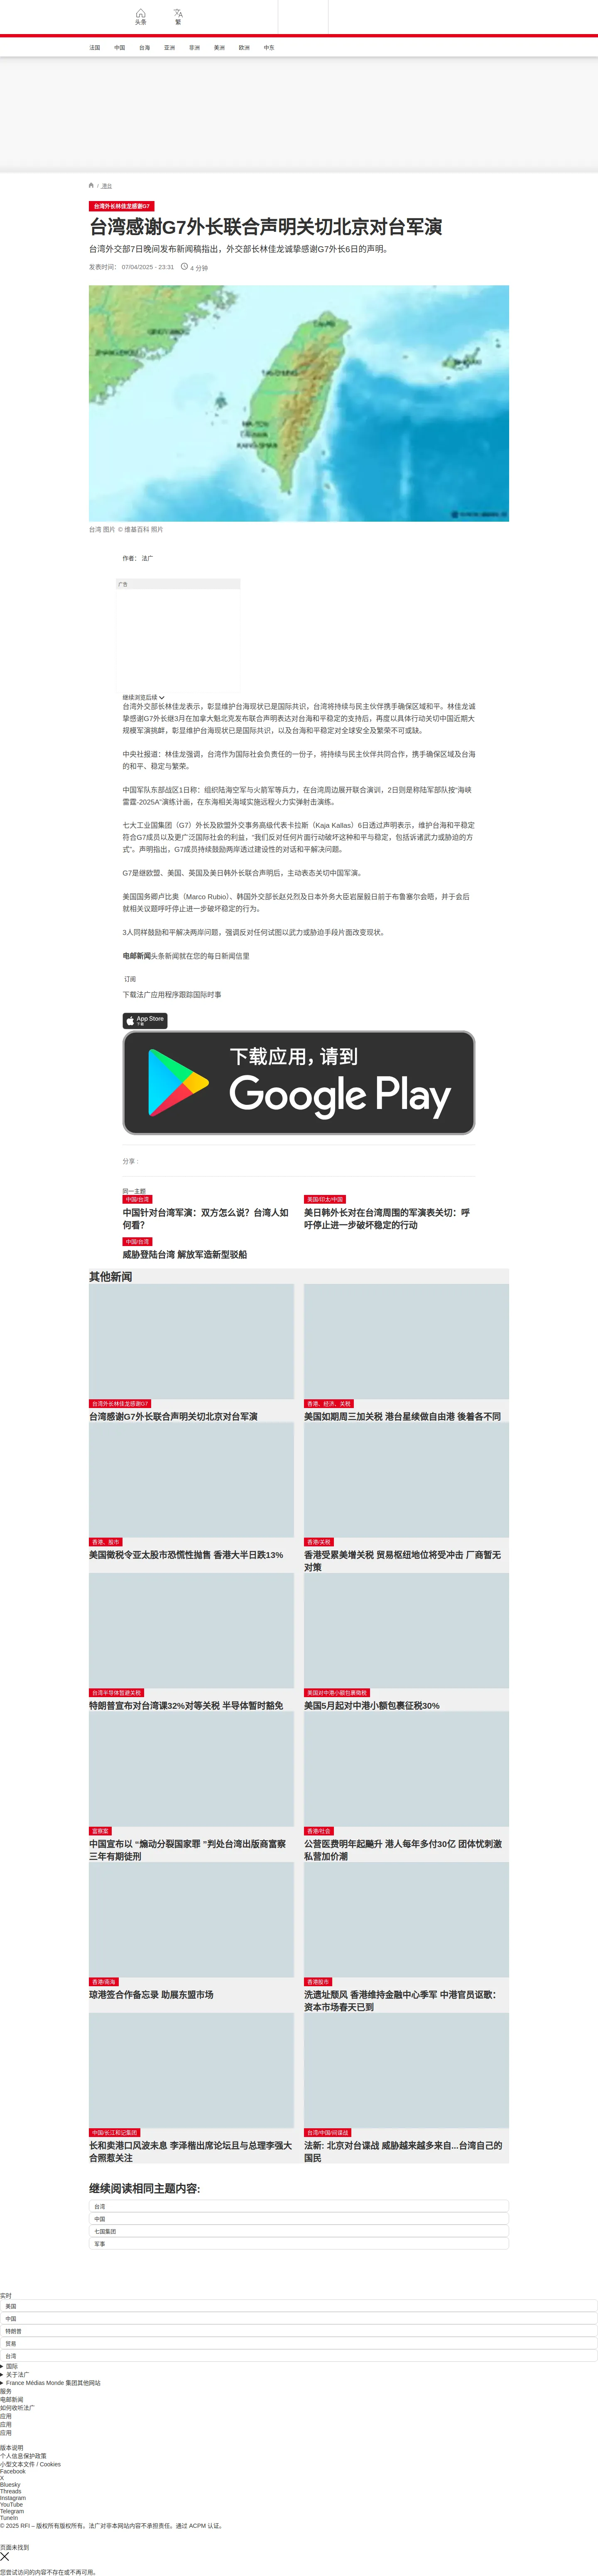 头条
繁
法国 中国 台海 亚洲 非洲 美洲 欧洲 中东
/ 港台
台湾外长林佳龙感谢G7
台湾感谢G7外长联合声明关切北京对台军演
台湾外交部7日晚间发布新闻稿指出，外交部长林佳龙诚挚感谢G7外长6日的声明。
发表时间： 07/04/2025 - 23:31 4 分钟
台湾 图片 © 维基百科 照片
作者： 法广
广告
继续浏览后续
台湾外交部长林佳龙表示，彰显维护台海现状已是国际共识，台湾将持续与民主伙伴携手确保区域和平。林佳龙诚
挚感谢G7外长继3月在加拿大魁北克发布联合声明表达对台海和平稳定的支持后，再度以具体行动关切中国近期大
规模军演挑衅，彰显维护台海现状已是国际共识，以及台海和平稳定对全球安全及繁荣不可或缺。
中央社报道：林佳龙强调，台湾作为国际社会负责任的一份子，将持续与民主伙伴共同合作，携手确保区域及台海
的和平、稳定与繁荣。
中国军队东部战区1日称：组织陆海空军与火箭军等兵力，在台湾周边展开联合演训，2日则是称陆军部队按“海峡
雷霆-2025A”演练计画，在东海相关海域实施远程火力实弹射击演练。
七大工业国集团（G7）外长及欧盟外交事务高级代表卡拉斯（Kaja Kallas）6日透过声明表示，维护台海和平稳定
符合G7成员以及更广泛国际社会的利益，“我们反对任何片面行动破坏这种和平与稳定，包括诉诸武力或胁迫的方
式”。声明指出，G7成员持续鼓励两岸透过建设性的对话和平解决问题。
G7是继欧盟、美国、英国及美日韩外长联合声明后，主动表态关切中国军演。
美国国务卿卢比奥（Marco Rubio）、韩国外交部长赵兑烈及日本外务大臣岩屋毅日前于布鲁塞尔会晤，并于会后
就相关议题呼吁停止进一步破坏稳定的行为。
3人同样鼓励和平解决两岸问题，强调反对任何试图以武力或胁迫手段片面改变现状。
电邮新闻头条新闻就在您的每日新闻信里
订阅
下载法广应用程序跟踪国际时事
App Store
下载
下载应用，请到
Google Play
分享 :
同一主题
中国/台湾
中国针对台湾军演：双方怎么说？台湾人如
何看？
美国/印太/中国
美日韩外长对在台湾周围的军演表关切：呼
吁停止进一步破坏稳定的行动
中国/台湾
威胁登陆台湾 解放军造新型驳船
其他新闻
台湾外长林佳龙感谢G7
台湾感谢G7外长联合声明关切北京对台军演
香港、经济、关税
美国如期周三加关税 港台星续做自由港 後着各不同
香港、股市
美国徵税令亚太股市恐慌性抛售 香港大半日跌13%
香港/关税
香港受累美增关税 贸易枢纽地位将受冲击 厂商暂无
对策
台湾半导体暂避关税
特朗普宣布对台湾课32%对等关税 半导体暂时豁免
美国对中港小额包裹徵税
美国5月起对中港小额包裹征税30%
富察案
中国宣布以 “煽动分裂国家罪 ”判处台湾出版商富察
三年有期徒刑
香港/社会
公营医费明年起飚升 港人每年多付30亿 团体忧刺激
私营加价潮
香港/南海
琼港签合作备忘录 助展东盟市场
香港股市
洗遗址颓风 香港维持金融中心季军 中港官员讴歌：
资本市场春天已到
中国/长江和记集团
长和卖港口风波未息 李泽楷出席论坛且与总理李强大
合照惹关注
台湾/中国/间谍战
法新: 北京对台谍战 威胁越来越多来自...台湾自己的
国民
继续阅读相同主题内容:
台湾
中国
七国集团
军事
实时
美国
中国
特朗普
贸易
台湾
国际
关于法广
France Médias Monde 集团其他网站
服务
电邮新闻
如何收听法广
应用
应用
应用
版本说明
个人信息保护政策
小型文本文件 / Cookies
Facebook
X
Bluesky
Threads
Instagram
YouTube
Telegram
TuneIn
© 2025 RFI – 版权所有版权所有。法广对非本网站内容不承担责任。通过 ACPM 认证。
页面未找到
您尝试访问的内容不存在或不再可用。